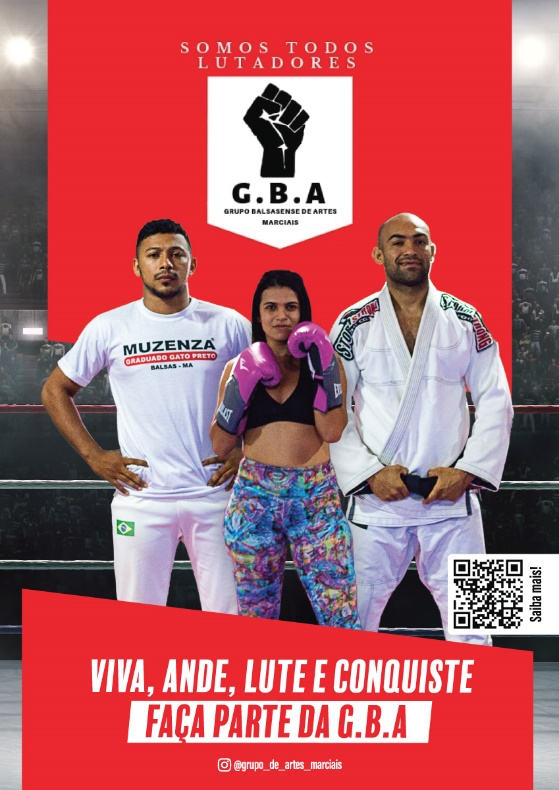 SOMOS TODOS
LUTADORES
G.B.A
GRUPO BALSASENSE DE ARTES
MARCIAIS
MUZENZA
GRADUADO GATO PRETO
BALSAS - MA
EVERLAST
Saiba mais!
VIVA, ANDE, LUTE E CONQUISTE
FAÇA PARTE DA G.B.A
@grupo_de_artes_marciais